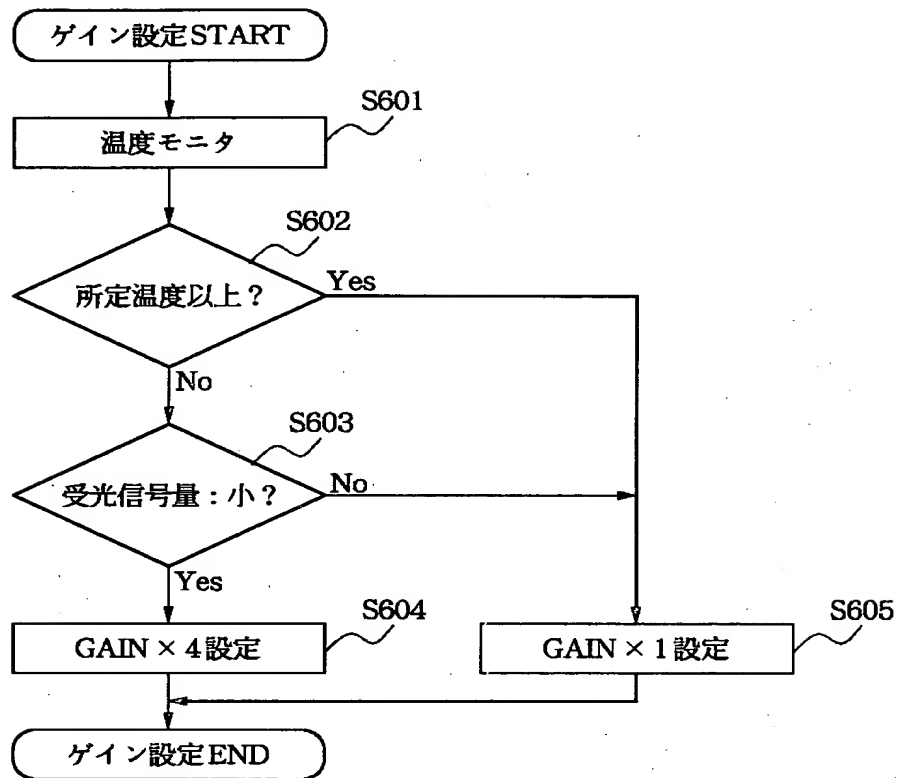 ゲイン設定START
S601
温度モニタ
S602
所定温度以上？
Yes
No
S603
受光信号量：小？
No
Yes
S604
GAIN×4設定
S605
GAIN×1設定
ゲイン設定END